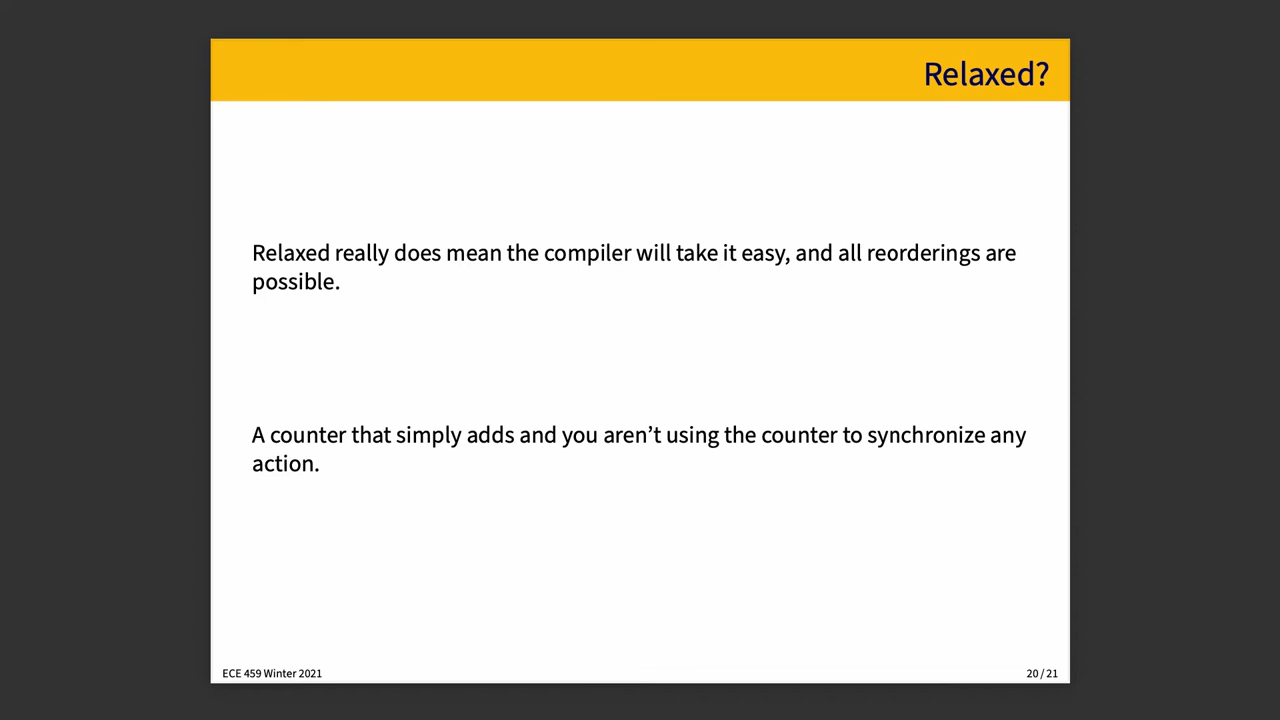 Relaxed?
Relaxed really does mean the compiler will take it easy, and all reorderings are
possible.
A counter that simply adds and you aren’t using the counter to synchronize any
action.
ECE 459 Winter 2021
20 / 21